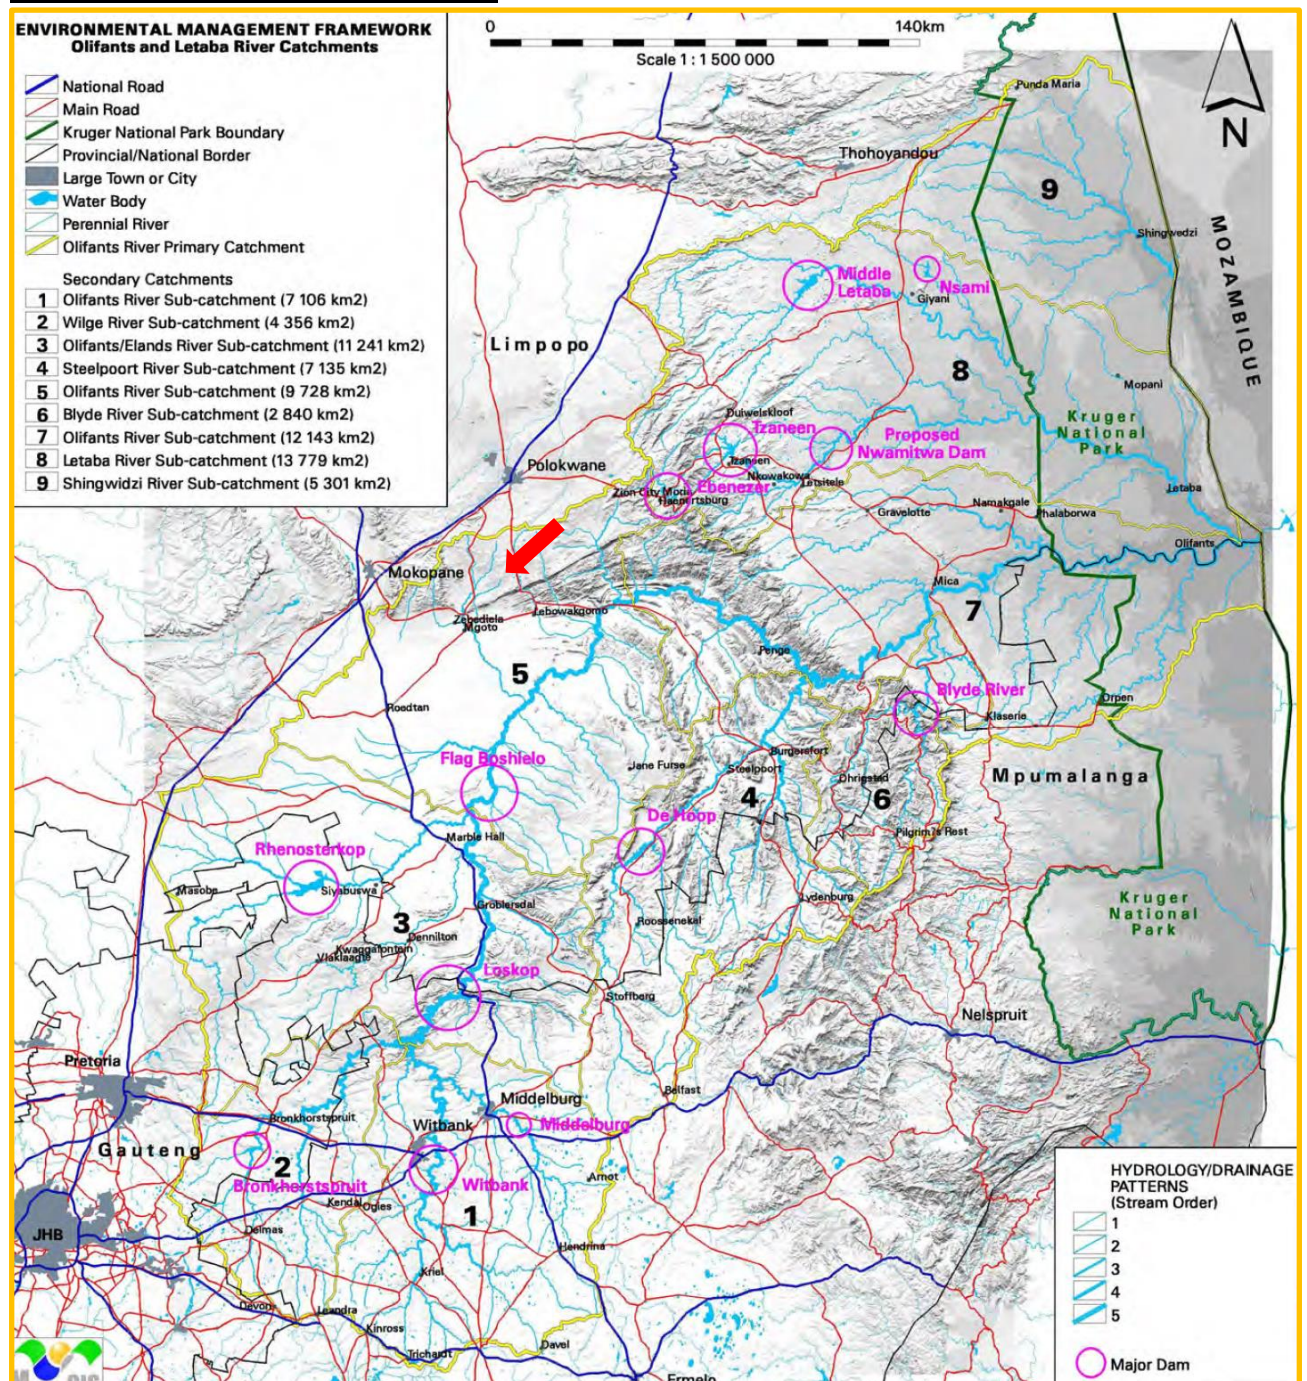 ENVIRONMENTAL MANAGEMENT FRAMEWORK
Olifants and Letaba River Catchments
National Road
Main Road
Kruger National Park Boundary
Provincial/National Border
Large Town or City
Water Body
Perennial River
Olifants River Primary Catchment
Secondary Catchments
1 Olifants River Sub-catchment (7 106 km2)
2 Wilge River Sub-catchment (4 356 km2)
3 Olifants/Elands River Sub-catchment (11 241 km2)
4 Steelpoort River Sub-catchment (7 135 km2)
5 Olifants River Sub-catchment (9 728 km2)
6 Blyde River Sub-catchment (2 840 km2)
7 Olifants River Sub-catchment (12 143 km2)
8 Letaba River Sub-catchment (13 779 km2)
9 Shingwidzi River Sub-catchment (5 301 km2)
0 140km
Scale 1 : 1 500 000
N
Punda Maria
Thohoyandou
9
Shingwedzi
MOZAMBIQUE
Middle
Letaba
Nsami
Giyani
Limpopo
8
Mopani
Kruger
National
Park
Duiwelskloof
Tzaneen
Tzaneen
Proposed
Nwamitwa Dam
Nkowakowa
Letsitele
Polokwane
Zion City Moria
Ebenezer
Haenertsburg
Letaba
Namakgale
Gravelotte
Phalaborwa
Olifants
Mokopane
Mica
7
Zebediela
Mgoto
Lebowakgomo
5
Penge
Blyde River
Orpen
Klaserie
Roedtan
Flag Boshielo
Jane Furse
Burgersfort
Steelpoort
Ohrigstad
4
6
Mpumalanga
De Hoop
Marble Hall
Pilgrim's Rest
Rhenosterkop
Masobe
Siyabuswa
Groblersdal
Lydenburg
Kruger
National
Park
3
Roossenekal
Dennilton
Kwaggafontein
Vlaklaagte
Loskop
Stoffberg
Nelspruit
Pretoria
Belfast
Middelburg
Bronkhorstspruit
Witbank
Middelburg
Gauteng
2
Bronkhorstspruit
Witbank
Arnot
Kendal
Ogies
1
JHB
Delmas
Hendrina
Kriel
Devon
Leandra
Kinross
Trichardt
Davel
Ermelo
HYDROLOGY/DRAINAGE
PATTERNS
(Stream Order)
1
2
3
4
5
Major Dam